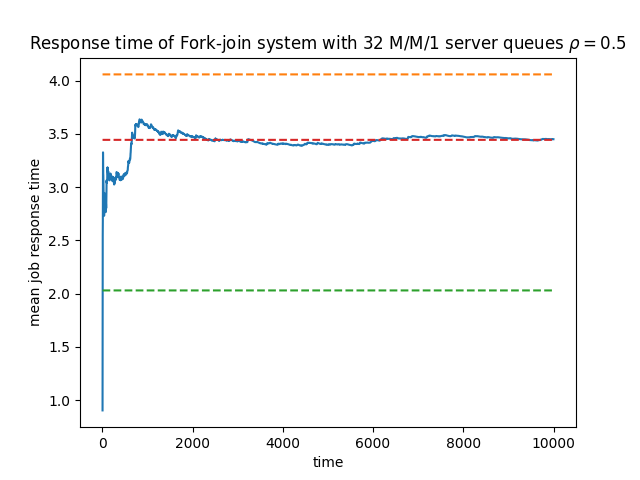 Response time of Fork-join system with 32 M/M/1 server queues ρ = 0.5
mean job response time
4.0
3.5
3.0
2.5
2.0
1.5
1.0
0 2000 4000 6000 8000 10000
time